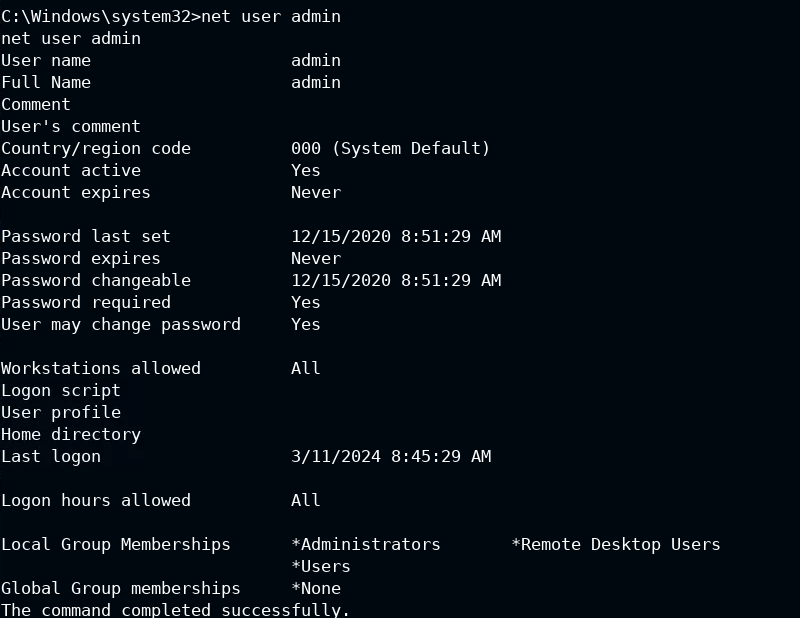 C:\Windows\system32>net user admin
net user admin
User name                    admin
Full Name                    admin
Comment
User's comment
Country/region code          000 (System Default)
Account active               Yes
Account expires              Never

Password last set            12/15/2020 8:51:29 AM
Password expires             Never
Password changeable          12/15/2020 8:51:29 AM
Password required            Yes
User may change password     Yes

Workstations allowed         All
Logon script
User profile
Home directory
Last logon                   3/11/2024 8:45:29 AM

Logon hours allowed          All

Local Group Memberships      *Administrators       *Remote Desktop Users
                             *Users
Global Group memberships     *None
The command completed successfully.